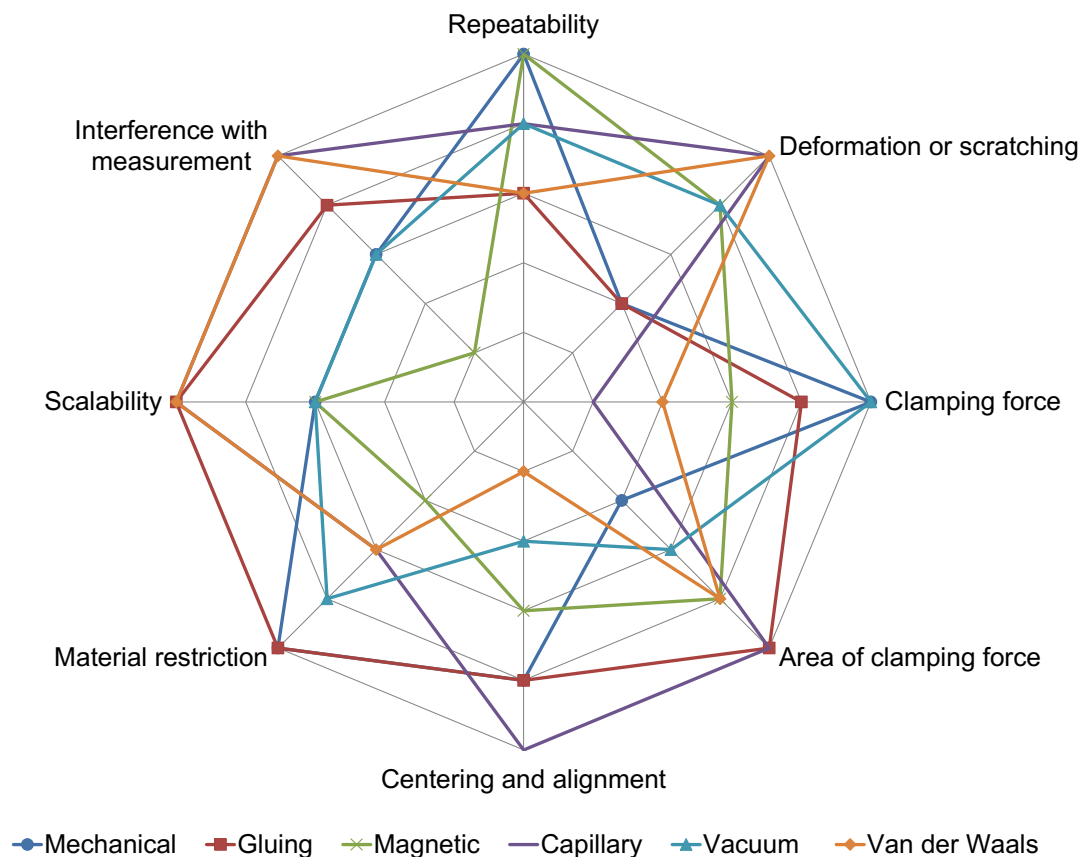 Repeatability
Interference with
measurement
Deformation or scratching
Scalability
Clamping force
Material restriction
Area of clamping force
Centering and alignment
Mechanical Gluing Magnetic Capillary Vacuum Van der Waals